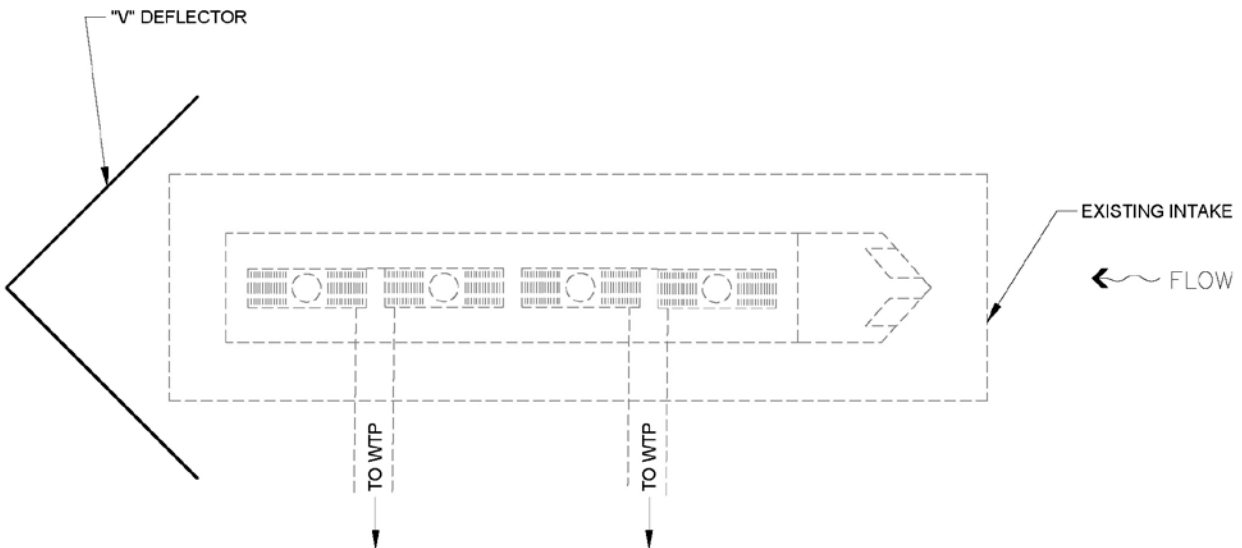 "V" DEFLECTOR
EXISTING INTAKE
FLOW
TO WTP
TO WTP